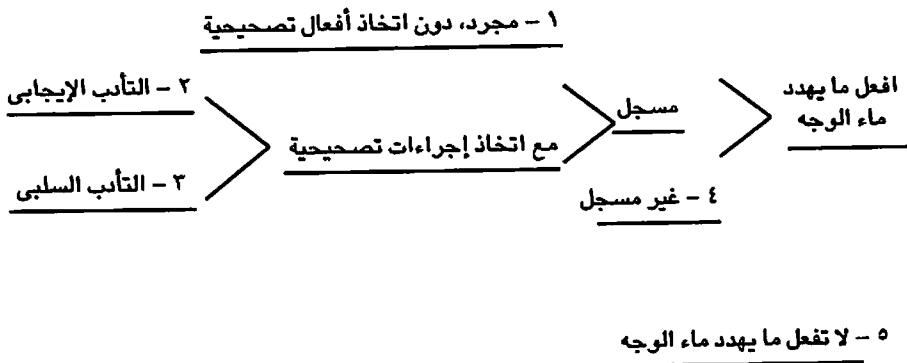 ١ – مجرد، دون اتخاذ أفعال تصحيحية
افعل ما يهدد
ماء الوجه
مسجل
٢ – التأدب الإيجابى
مع اتخاذ إجراءات تصحيحية
٣ – التأدب السلبى
٤ – غير مسجل
٥ – لا تفعل ما يهدد ماء الوجه